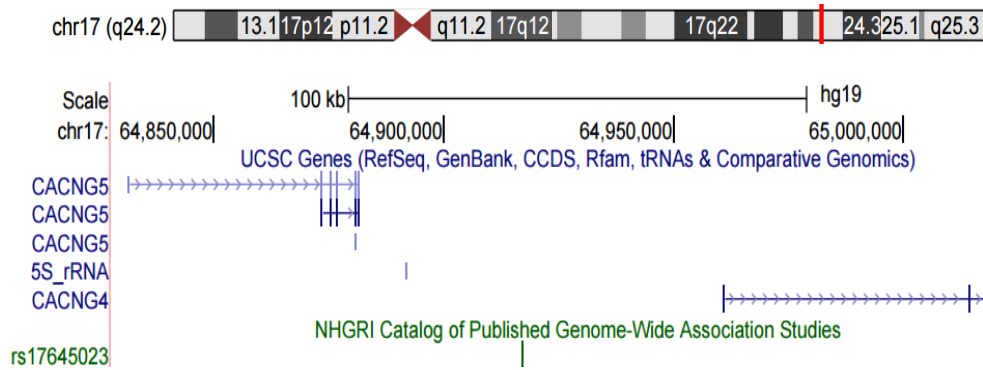 chr17 (q24.2) 13.1 17p12 p11.2 q11.2 17q12 17q22 24.3 25.1 q25.3
Scale 100 kb hg19
chr17: 64,850,000 64,900,000 64,950,000 65,000,000
UCSC Genes (RefSeq, GenBank, CCDS, Rfam, tRNAs & Comparative Genomics)
CACNG5
CACNG5
CACNG5
5S_rRNA
CACNG4
NHGRI Catalog of Published Genome-Wide Association Studies
rs17645023